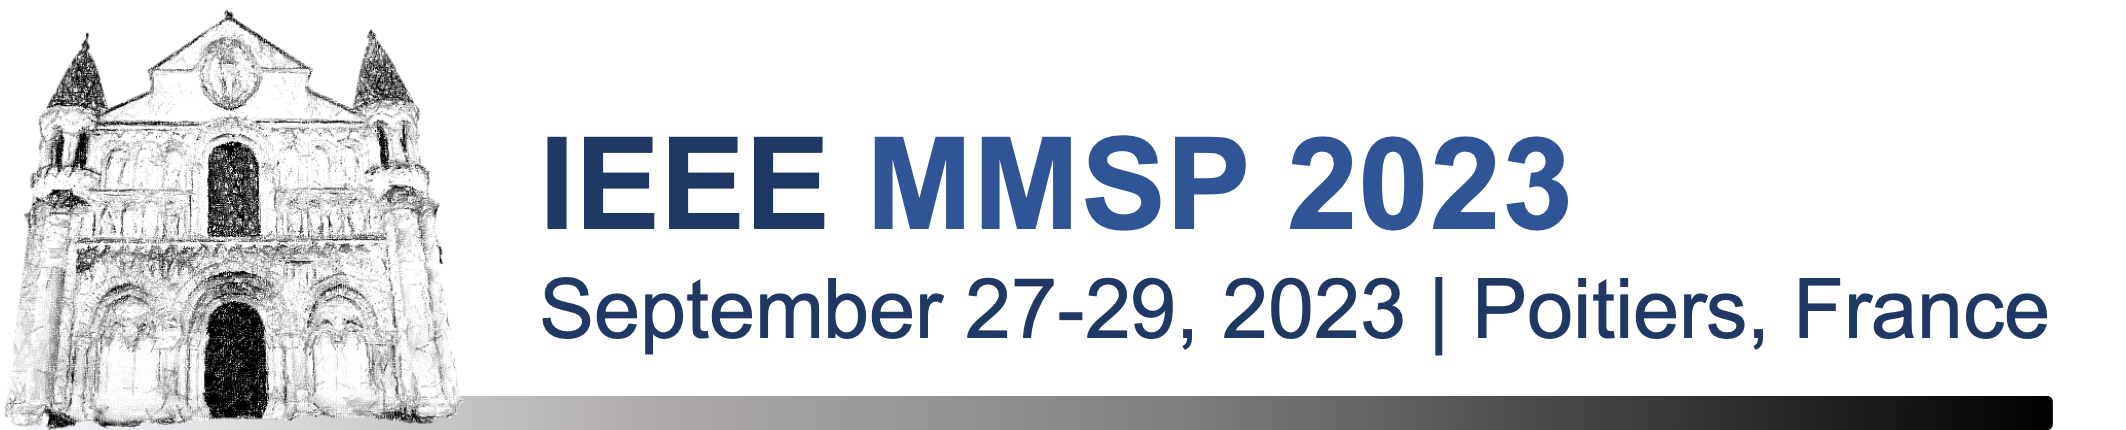 IEEE MMSP 2023
September 27-29, 2023 | Poitiers, France